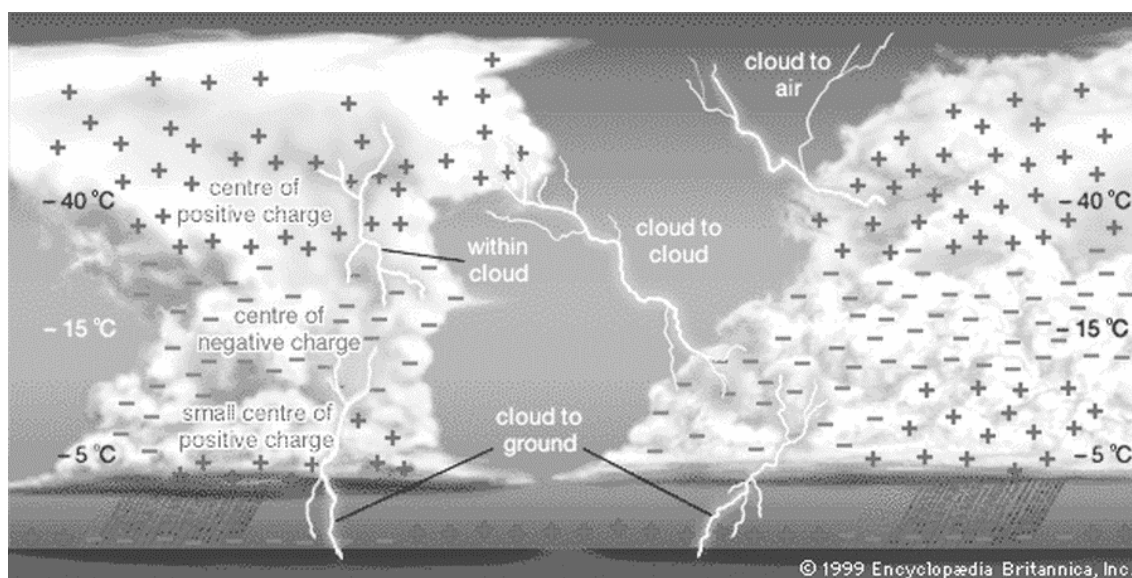 cloud to
air
centre of
positive charge
– 40 °C
– 40 °C
within
cloud
cloud to
cloud
centre of
negative charge
– 15 °C
– 15 °C
small centre of
positive charge
cloud to
ground
– 5 °C
– 5 °C
© 1999 Encyclopædia Britannica, Inc